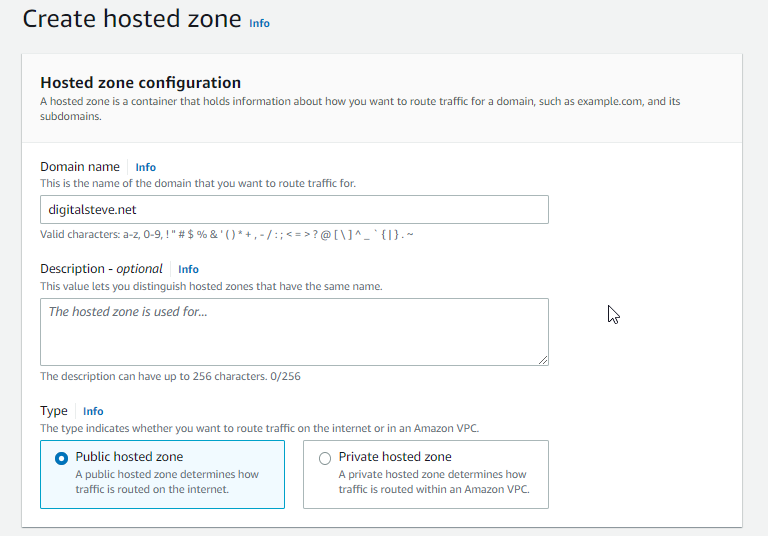 Create hosted zone Info
Hosted zone configuration
A hosted zone is a container that holds information about how you want to route traffic for a domain, such as example.com, and its
subdomains.
Domain name Info
This is the name of the domain that you want to route traffic for.
digitalsteve.net
Valid characters: a-z, 0-9, ! " # $ % & ' ( ) * + , - / : ; < = > ? @ [ \ ] ^ _ ` { | } . ~
Description - optional Info
This value lets you distinguish hosted zones that have the same name.
The hosted zone is used for...
The description can have up to 256 characters. 0/256
Type Info
The type indicates whether you want to route traffic on the internet or in an Amazon VPC.
Public hosted zone
A public hosted zone determines how
traffic is routed on the internet.
Private hosted zone
A private hosted zone determines how
traffic is routed within an Amazon VPC.